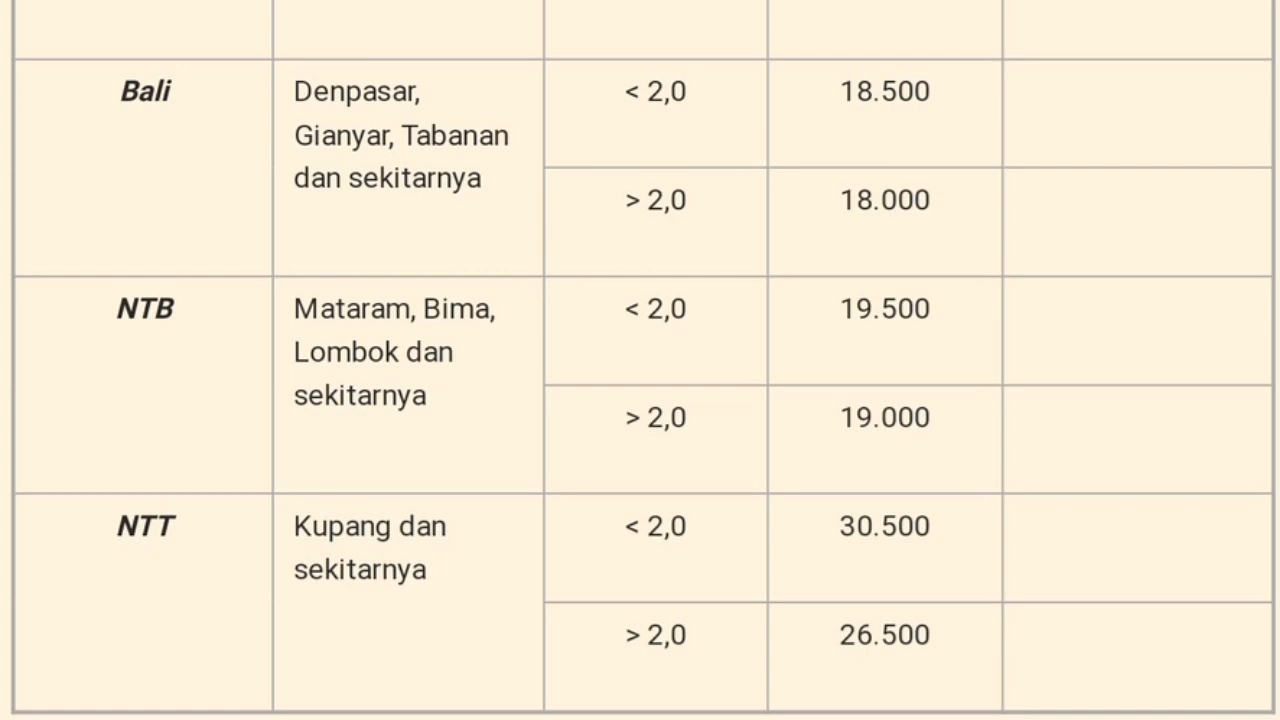 Bali
Denpasar,
Gianyar, Tabanan
dan sekitarnya
< 2,0
18.500
> 2,0
18.000
NTB
Mataram, Bima,
Lombok dan
sekitarnya
< 2,0
19.500
> 2,0
19.000
NTT
Kupang dan
sekitarnya
< 2,0
30.500
> 2,0
26.500